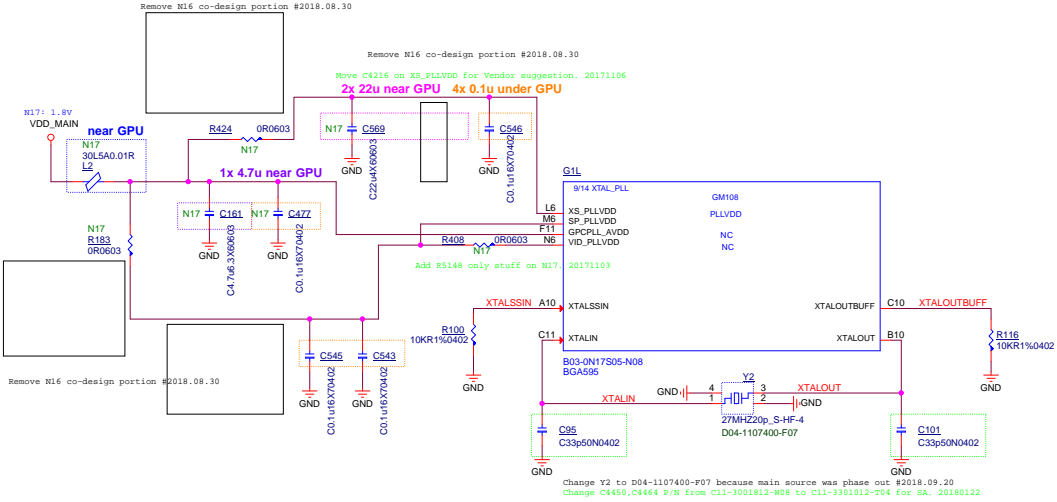 Remove N16 co-design portion #2018.08.30
Remove N16 co-design portion #2018.08.30
Move C4216 on XS_PLLVDD for Vendor suggestion. 20171106
2x 22u near GPU
4x 0.1u under GPU
N17: 1.8V
VDD_MAIN
near GPU
N17
30L5A0.01R
L2
R424
0R0603
N17
N17
C569
GND
C22u4X60603
C546
GND
C0.1u16X70402
1x 4.7u near GPU
N17
C161
GND
C4.7u6.3X60603
N17
C477
GND
C0.1u16X70402
N17
R183
0R0603
R408
0R0603
N17
Add R5148 only stuff on N17. 20171103
G1L
9/14 XTAL_PLL
GM108
PLLVDD
NC
NC
L6
XS_PLLVDD
M6
SP_PLLVDD
F11
GPCPLL_AVDD
N6
VID_PLLVDD
XTALSSIN
A10
XTALSSIN
C11
XTALIN
XTALOUTBUFF
C10
XTALOUTBUFF
XTALOUT
B10
B03-0N17S05-N08
BGA595
R100
10KR1%0402
GND
R116
10KR1%0402
GND
C545
GND
C0.1u16X70402
C543
GND
C0.1u16X70402
Remove N16 co-design portion #2018.08.30
Y2
GND
4
3
XTALOUT
XTALIN
1
2
GND
27MHZ20p_S-HF-4
D04-1107400-F07
C95
C33p50N0402
GND
C101
C33p50N0402
GND
Change Y2 to D04-1107400-F07 because main source was phase out #2018.09.20
Change C4450,C4464 P/N from C11-3001812-W08 to C11-3301012-T04 for SA. 20180122